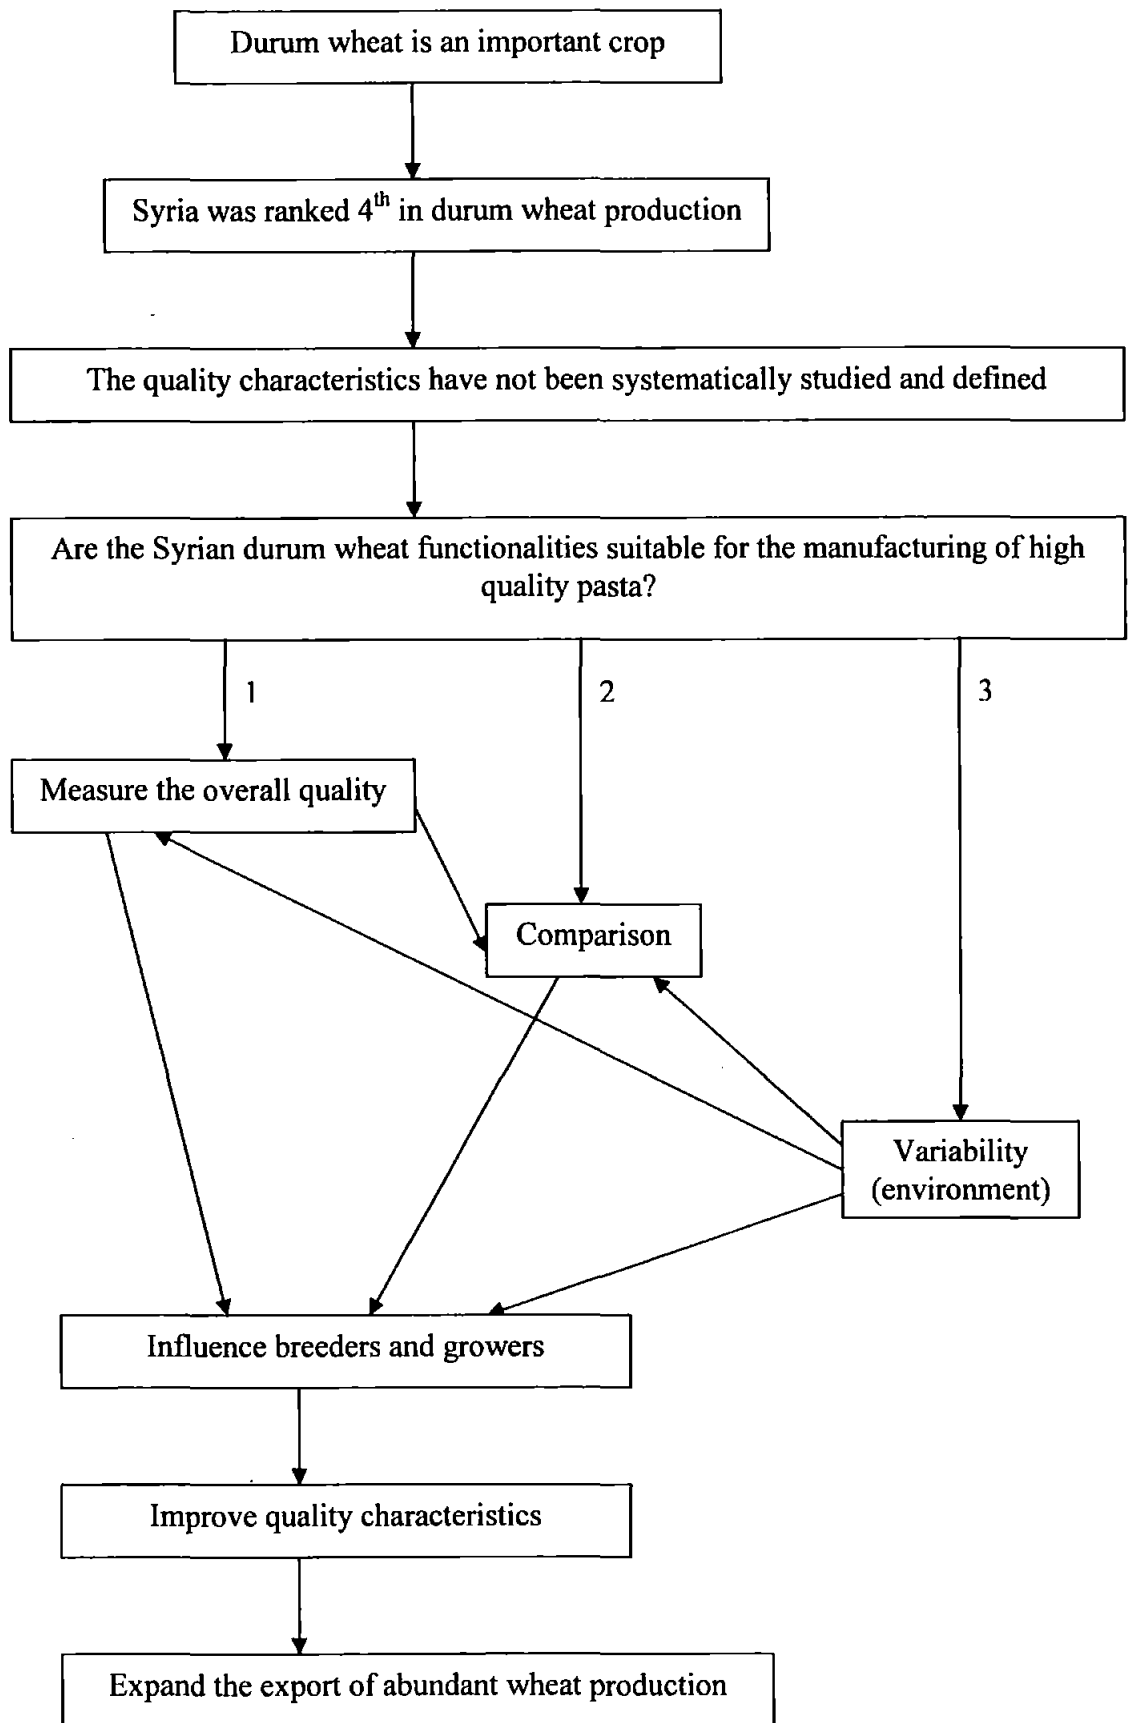 Durum wheat is an important crop
Syria was ranked 4th in durum wheat production
The quality characteristics have not been systematically studied and defined
Are the Syrian durum wheat functionalities suitable for the manufacturing of high
quality pasta?
1
2
3
Measure the overall quality
Comparison
Variability
(environment)
Influence breeders and growers
Improve quality characteristics
Expand the export of abundant wheat production